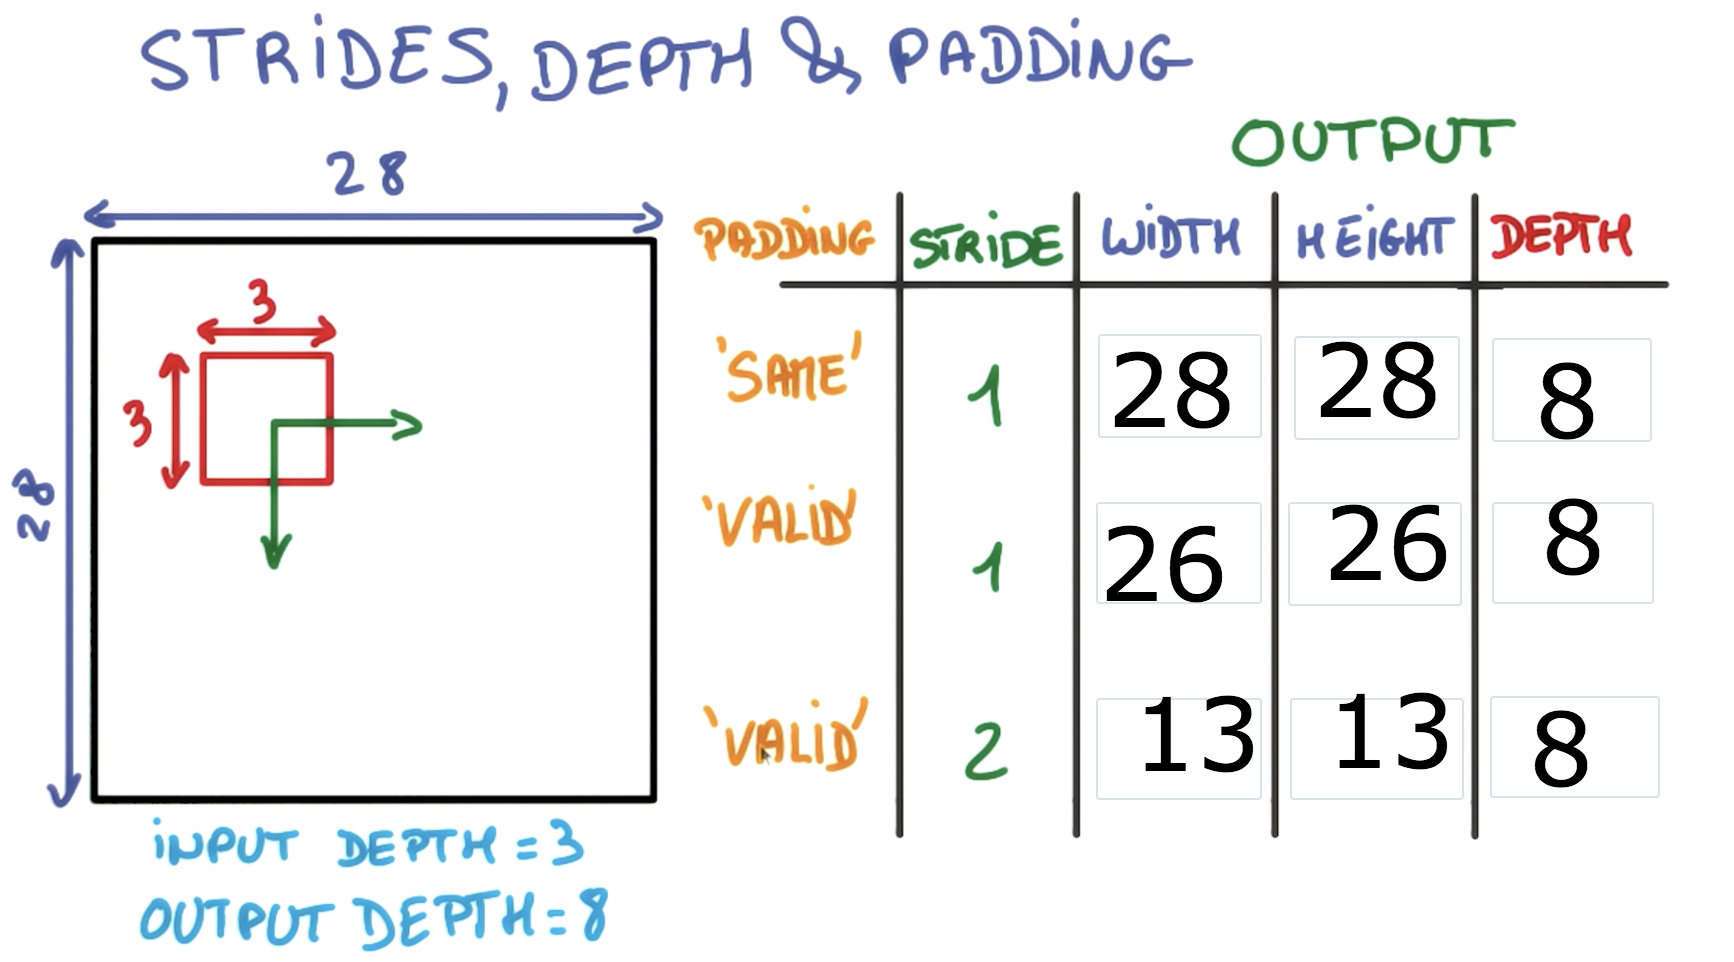 STRIDES, DEPTH & PADDING
OUTPUT
28
PADDING STRIDE WIDTH HEIGHT DEPTH
3
'SAME' 1 28 28 8
3
28
'VALID' 1 26 26 8
'VALID' 2 13 13 8
INPUT DEPTH = 3
OUTPUT DEPTH = 8